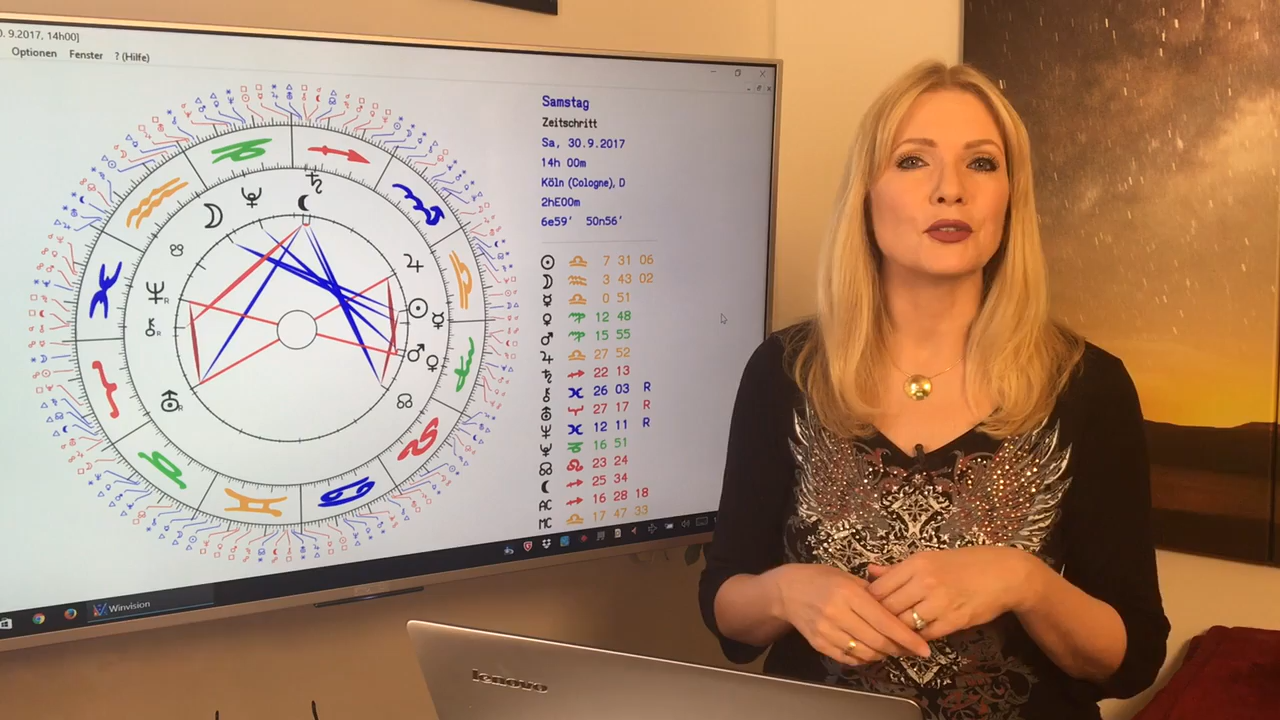 0. 9.2017, 14h00]
Optionen Fenster ? (Hilfe)
Samstag
Zeitschritt
Sa, 30.9.2017
14h 00m
Köln (Cologne), D
2hE00m
6e59' 50n56'
☉ ♎ 7 31 06
☽ ♒ 3 43 02
☿ ♎ 0 51
♀ ♍ 12 48
♂ ♍ 15 55
♃ ♎ 27 52
♄ ♐ 22 13
⚷ ♓ 26 03 R
⛢ ♈ 27 17 R
♆ ♓ 12 11 R
♇ ♑ 16 51
☊ ♌ 23 24
⚸ ♐ 25 34
AC ♐ 16 28 18
MC ♎ 17 47 33
Winvision
lenovo